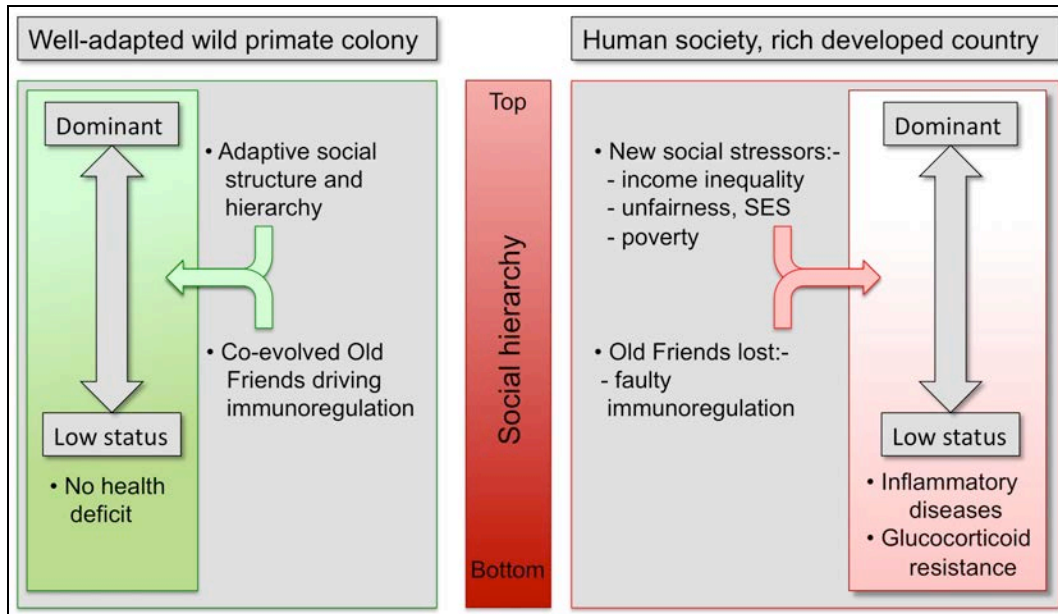 Well-adapted wild primate colony
Dominant
• Adaptive social
structure and
hierarchy
• Co-evolved Old
Friends driving
immunoregulation
Low status
• No health
deficit
Top
Social hierarchy
Bottom
Human society, rich developed country
• New social stressors:-
- income inequality
- unfairness, SES
- poverty
• Old Friends lost:-
- faulty
immunoregulation
Dominant
Low status
• Inflammatory
diseases
• Glucocorticoid
resistance